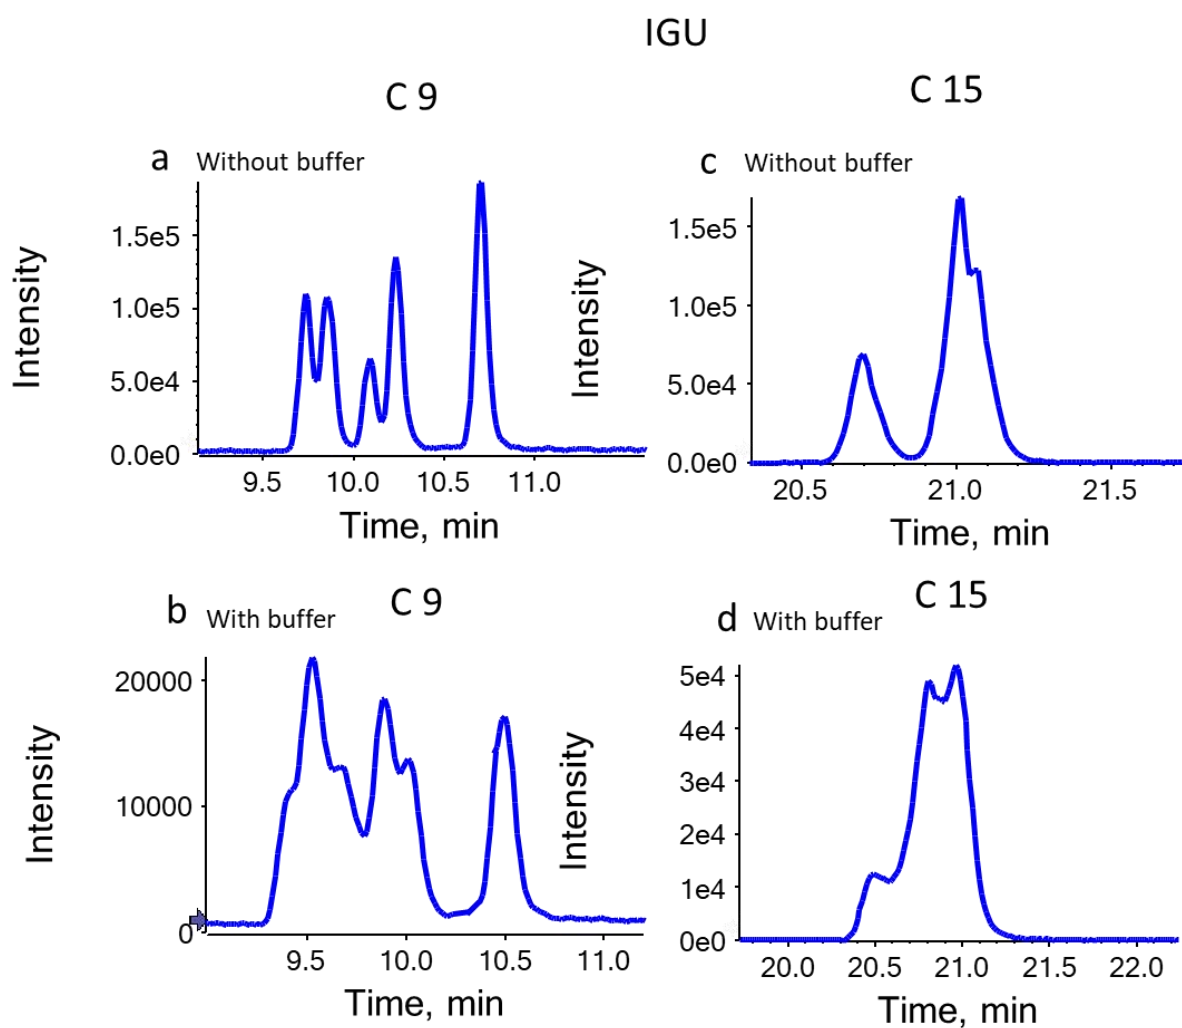 IGU
C 9
a Without buffer
Intensity
1.5e5
1.0e5
5.0e4
0.0e0
9.5 10.0 10.5 11.0
Time, min
C 15
c Without buffer
Intensity
1.5e5
1.0e5
5.0e4
0.0e0
20.5 21.0 21.5
Time, min
b With buffer
C 9
Intensity
20000
10000
0
9.5 10.0 10.5 11.0
Time, min
C 15
d With buffer
Intensity
5e4
4e4
3e4
2e4
1e4
0e0
20.0 20.5 21.0 21.5 22.0
Time, min